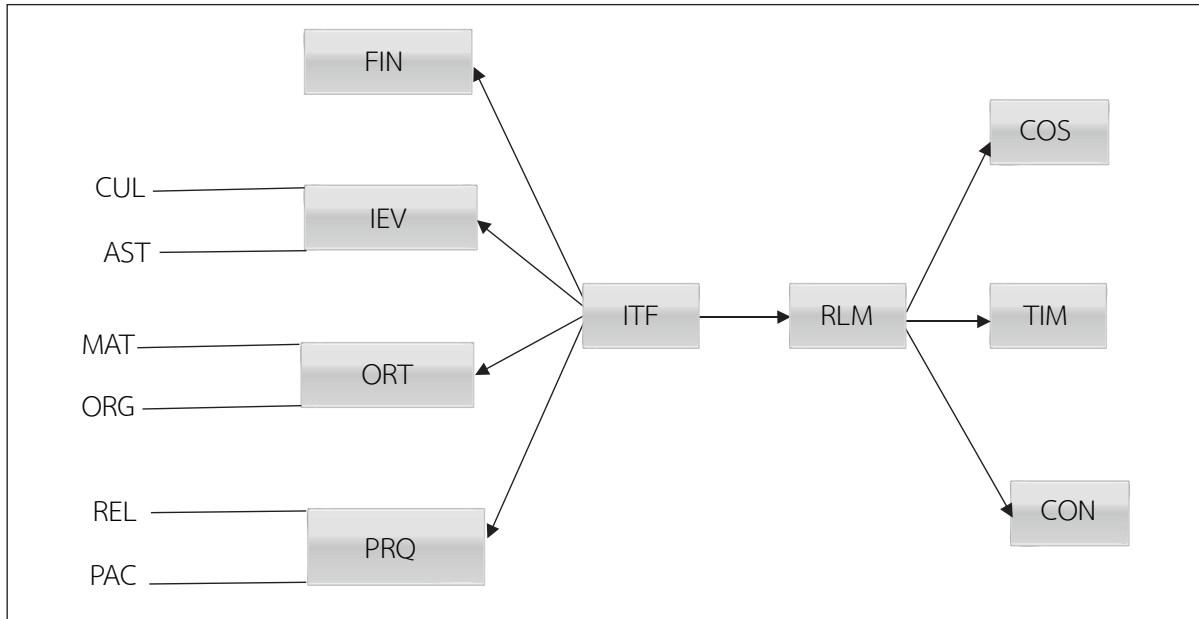 FIN
COS
CUL
IEV
AST
ITF
RLM
TIM
MAT
ORT
ORG
REL
CON
PRQ
PAC